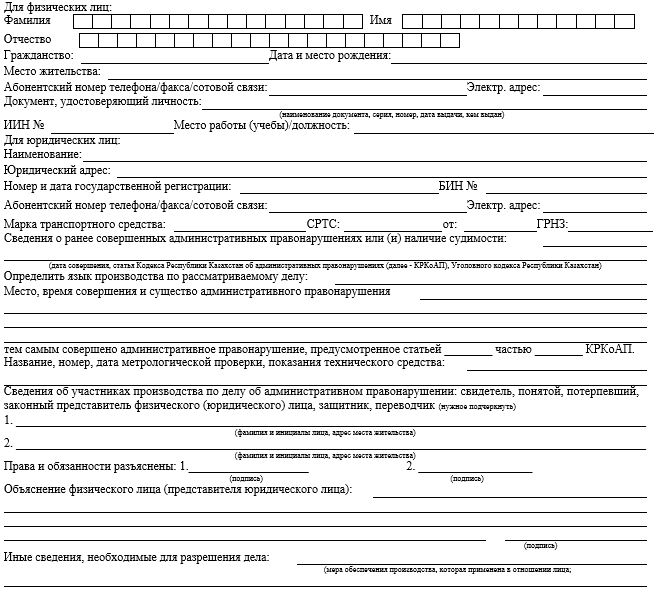 Для физических лиц:
Фамилия Имя
Отчество
Гражданство: Дата и место рождения:
Место жительства:
Абонентский номер телефона/факса/сотовой связи: Электр. адрес:
Документ, удостоверяющий личность:
(наименование документа, серия, номер, дата выдачи, кем выдан)
ИИН № Место работы (учебы)/должность:
Для юридических лиц:
Наименование:
Юридический адрес:
Номер и дата государственной регистрации: БИН №
Абонентский номер телефона/факса/сотовой связи: Электр. адрес:
Марка транспортного средства: СРТС: от: ГРНЗ:
Сведения о ранее совершенных административных правонарушениях или (и) наличие судимости:
(дата совершения, статья Кодекса Республики Казахстан об административных правонарушениях (далее - КРКоАП), Уголовного кодекса Республики Казахстан)
Определить язык производства по рассматриваемому делу:
Место, время совершения и существо административного правонарушения
тем самым совершено административное правонарушение, предусмотренное статьей частью КРКоАП.
Название, номер, дата метрологической проверки, показания технического средства:
Сведения об участниках производства по делу об административном правонарушении: свидетель, понятой, потерпевший,
законный представитель физического (юридического) лица, защитник, переводчик (нужное подчеркнуть)
1.
(фамилия и инициалы лица, адрес места жительства)
2.
(фамилия и инициалы лица, адрес места жительства)
Права и обязанности разъяснены: 1. 2.
(подпись) (подпись)
Объяснение физического лица (представителя юридического лица):
(подпись)
Иные сведения, необходимые для разрешения дела:
(мера обеспечения производства, которая применена в отношении лица;